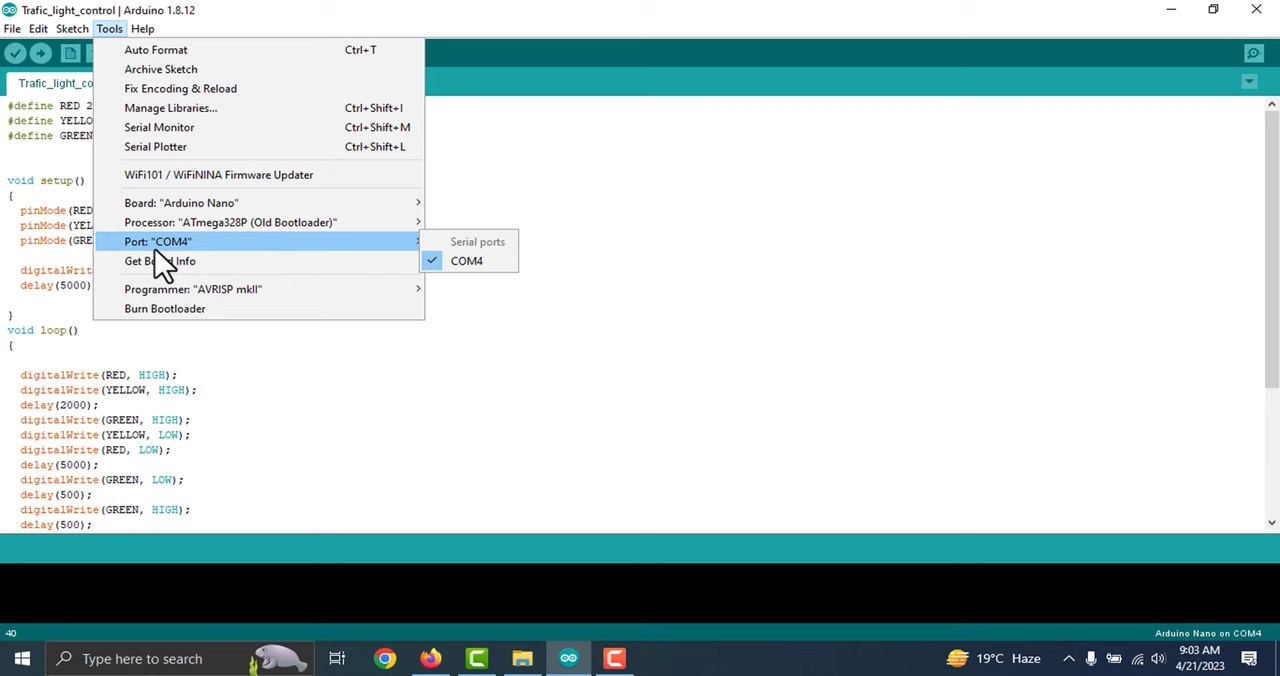 Trafic_light_control | Arduino 1.8.12
File Edit Sketch Tools Help
Trafic_light_co
Auto Format Ctrl+T
Archive Sketch
Fix Encoding & Reload
Manage Libraries... Ctrl+Shift+I
Serial Monitor Ctrl+Shift+M
Serial Plotter Ctrl+Shift+L
WiFi101 / WiFiNINA Firmware Updater
Board: "Arduino Nano"
Processor: "ATmega328P (Old Bootloader)"
Port: "COM4"
Get Bo Info
Programmer: "AVRISP mkII"
Burn Bootloader
Serial ports
COM4
#define RED 2
#define YELLO
#define GREEN
void setup()
{
pinMode(RED
pinMode(YEL
pinMode(GRE
digitalWrit
delay(5000)
}
void loop()
{
digitalWrite(RED, HIGH);
digitalWrite(YELLOW, HIGH);
delay(2000);
digitalWrite(GREEN, HIGH);
digitalWrite(YELLOW, LOW);
digitalWrite(RED, LOW);
delay(5000);
digitalWrite(GREEN, LOW);
delay(500);
digitalWrite(GREEN, HIGH);
delay(500);
40
Arduino Nano on COM4
Type here to search
19°C Haze
9:03 AM
4/21/2023